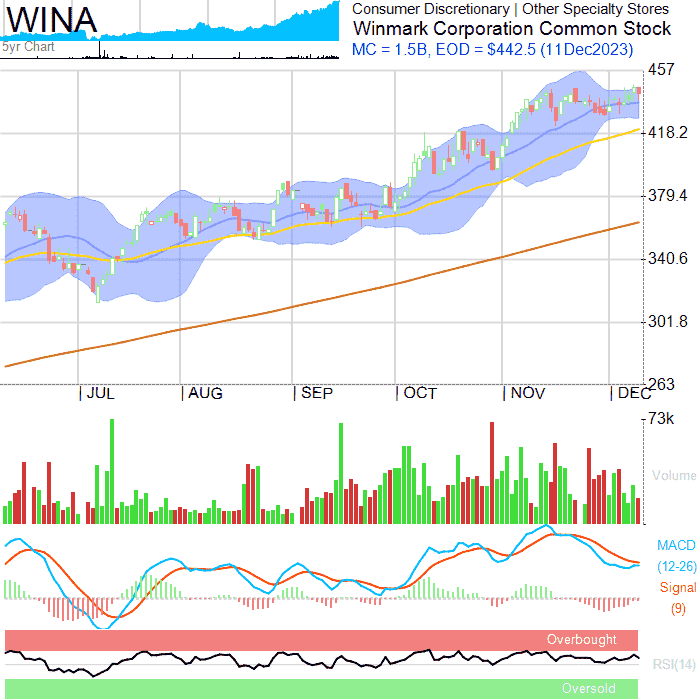 WINA
5yr Chart
Consumer Discretionary | Other Specialty Stores
Winmark Corporation Common Stock
MC = 1.5B, EOD = $442.5 (11Dec2023)
457
418.2
379.4
340.6
301.8
263
JUL AUG SEP OCT NOV DEC
73k
Volume
MACD
(12-26)
Signal
(9)
Overbought
RSI(14)
Oversold